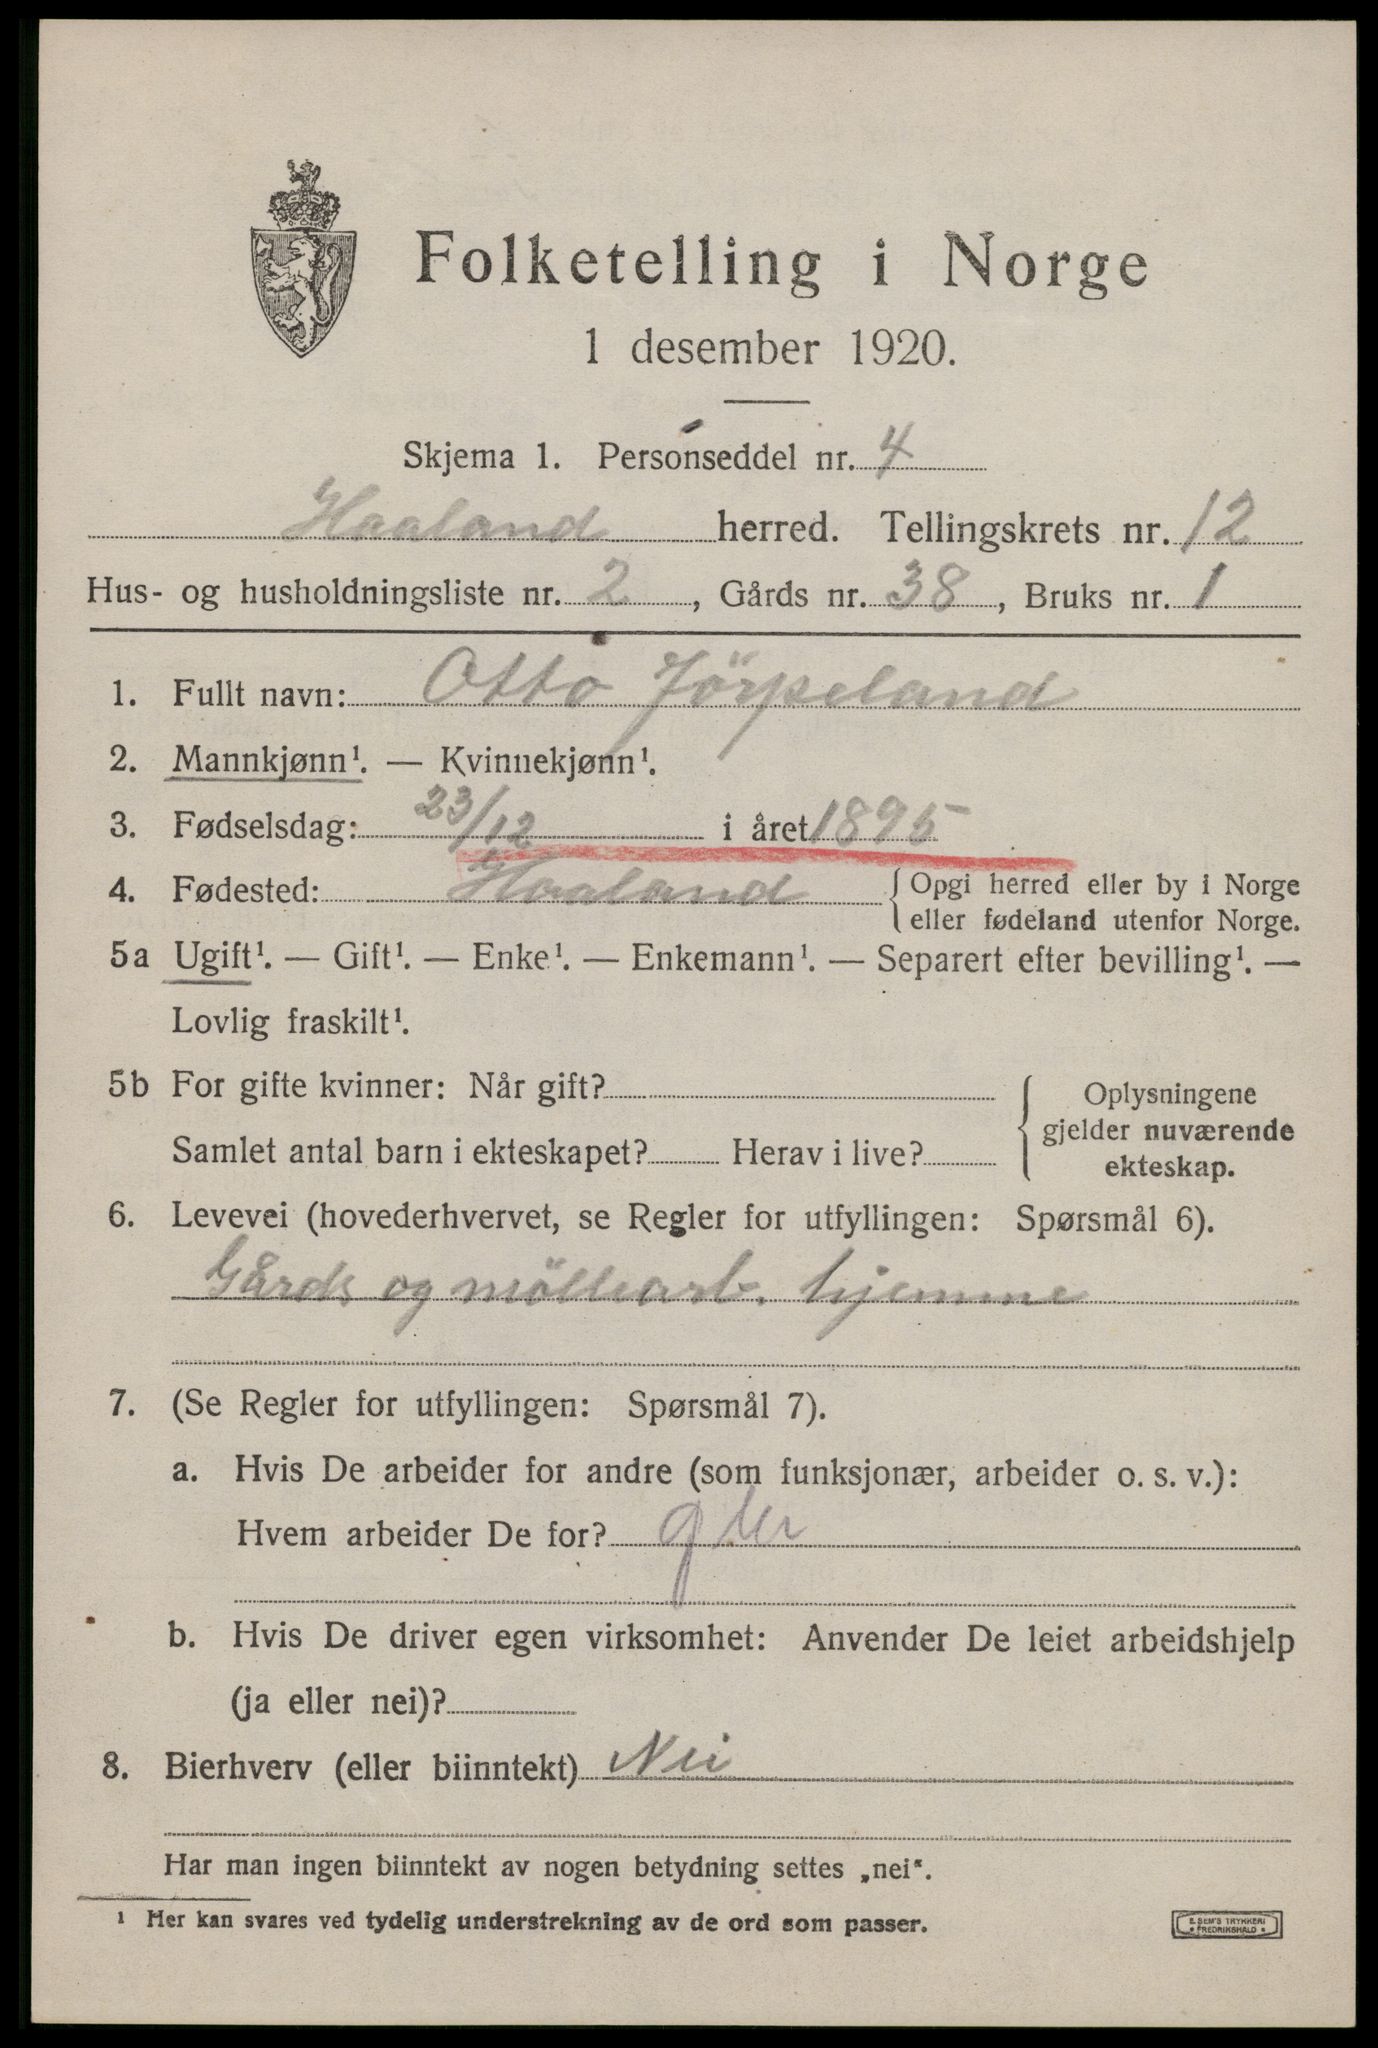 Folketelling i Norge
1 desember 1920.
Skjema 1. Personseddel nr. 4
Haaland herred. Tellingskrets nr. 12
Hus- og husholdningsliste nr. 2, Gårds nr. 38, Bruks nr. 1
1. Fullt navn: Otto Jörpeland
2. Mannkjønn¹. — Kvinnekjønn¹.
3. Fødselsdag: 23/12 i året 1895
4. Fødested: Haaland { Opgi herred eller by i Norge
eller fødeland utenfor Norge.
5a Ugift¹. — Gift¹. — Enke¹. — Enkemann¹. — Separert efter bevilling¹. —
Lovlig fraskilt¹.
5b For gifte kvinner: Når gift? { Oplysningene
gjelder nuværende
Samlet antal barn i ekteskapet? Herav i live?
ekteskap.
6. Levevei (hovederhvervet, se Regler for utfyllingen: Spørsmål 6).
Gårds og möllearb. hjemme
7. (Se Regler for utfyllingen: Spørsmål 7).
a. Hvis De arbeider for andre (som funksjonær, arbeider o. s. v.):
Hvem arbeider De for?
b. Hvis De driver egen virksomhet: Anvender De leiet arbeidshjelp
(ja eller nei)?
8. Bierhverv (eller biinntekt) Nei
Har man ingen biinntekt av nogen betydning settes „nei".
¹ Her kan svares ved tydelig understrekning av de ord som passer.
E. SEM'S TRYKKERI
• FREDRIKSHALD •